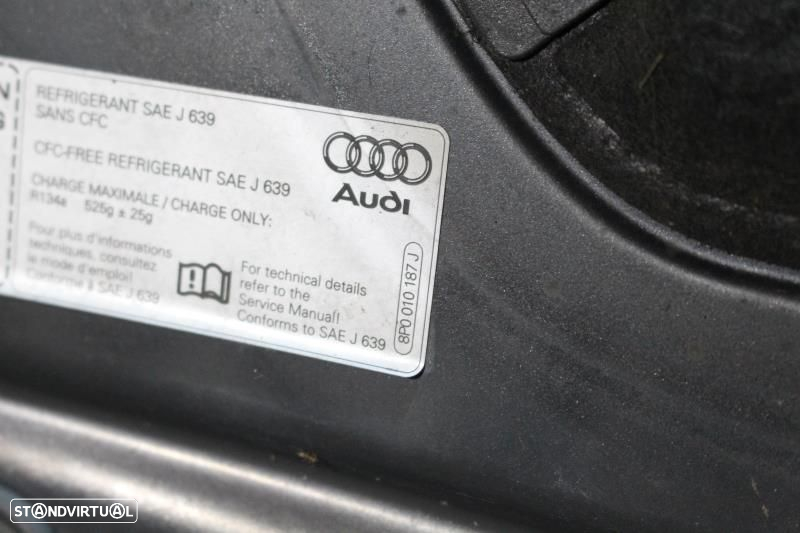 N
REFRIGERANT SAE J 639
SANS CFC
CFC-FREE REFRIGERANT SAE J 639
CHARGE MAXIMALE / CHARGE ONLY:
R134a 525g ± 25g
Pour plus d'informations
techniques, consultez
le mode d'emploi!
Conforme à SAE J 639
For technical details
refer to the
Service Manual!
Conforms to SAE J 639
Audi
8P0 010 187 J
STANDVIRTUAL